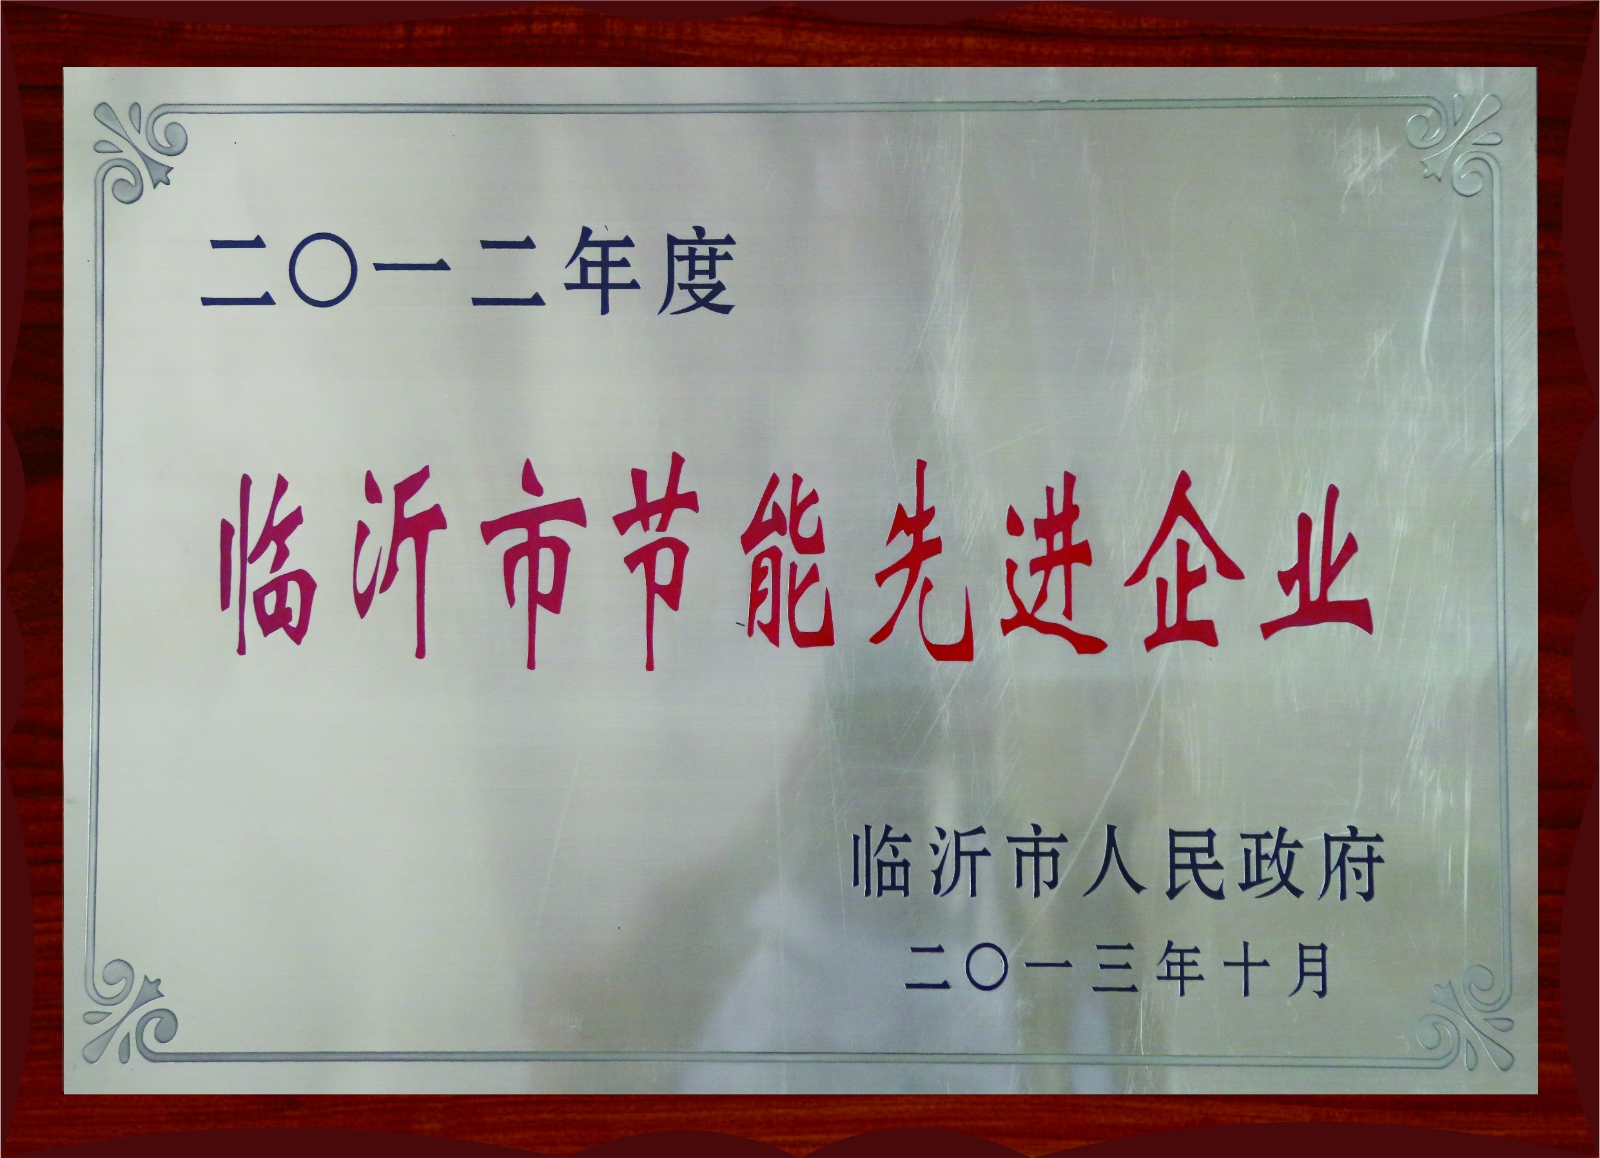 二〇一二年度
临沂市节能先进企业
临沂市人民政府
二〇一三年十月